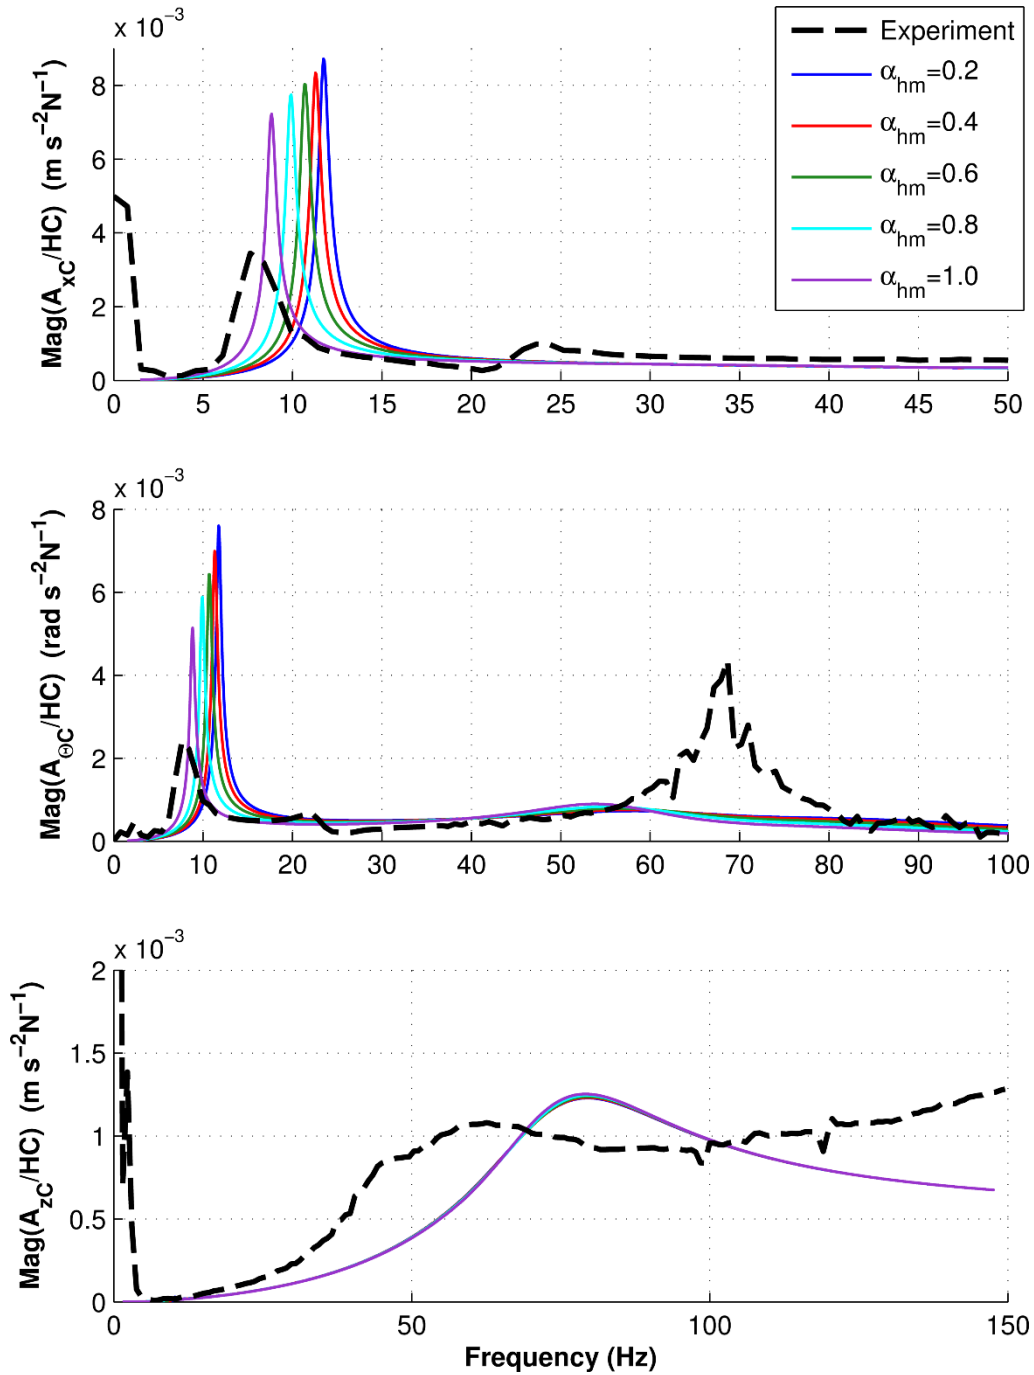 x 10⁻³
Experiment
α_hm=0.2
α_hm=0.4
α_hm=0.6
α_hm=0.8
α_hm=1.0
Mag(A_xC/HC) (m s⁻²N⁻¹)
8
6
4
2
0
0 5 10 15 20 25 30 35 40 45 50
x 10⁻³
Mag(A_ΘC/HC) (rad s⁻²N⁻¹)
8
6
4
2
0
0 10 20 30 40 50 60 70 80 90 100
x 10⁻³
Mag(A_zC/HC) (m s⁻²N⁻¹)
2
1.5
1
0.5
0
0 50 100 150
Frequency (Hz)